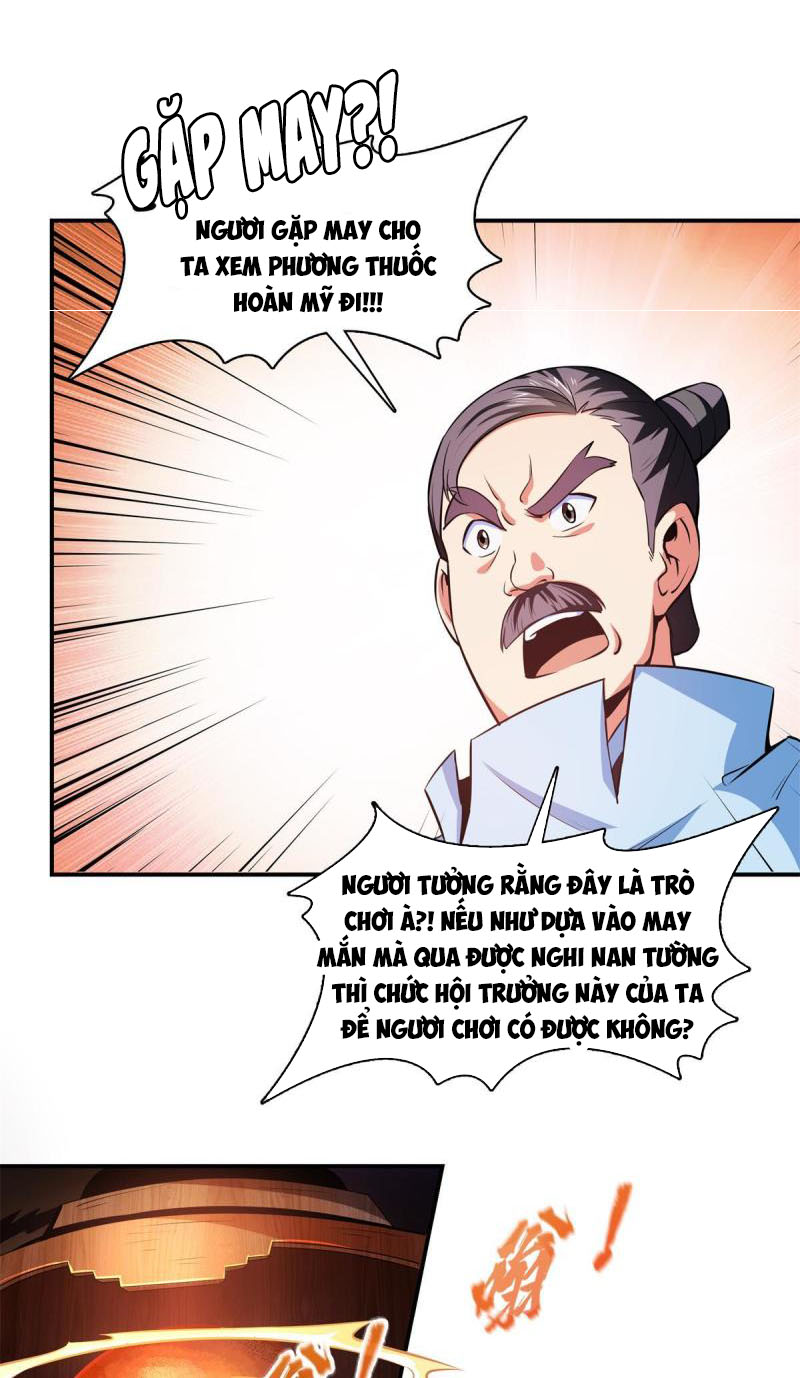 GẶP MAY?!
NGƯƠI GẶP MAY CHO
TA XEM PHƯƠNG THUỐC
HOÀN MỸ ĐI!!!
NGƯƠI TƯỞNG RẰNG ĐÂY LÀ TRÒ
CHƠI À?! NẾU NHƯ DỰA VÀO MAY
MẮN MÀ QUA ĐƯỢC NGHI NAN TƯỜNG
THÌ CHỨC HỘI TRƯỞNG NÀY CỦA TA
ĐỂ NGƯƠI CHƠI CÓ ĐƯỢC KHÔNG?
嗡！